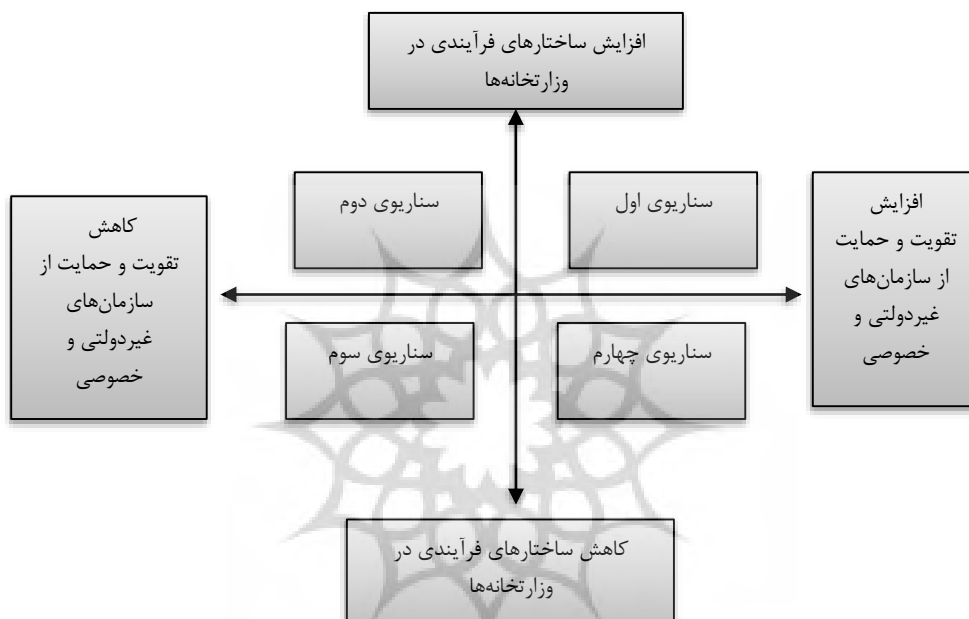 افزایش ساختارهای فرآیندی در
وزارتخانه‌ها
سناریوی اول
سناریوی دوم
افزایش
تقویت و حمایت
از سازمان‌های
غیردولتی و
خصوصی
کاهش
تقویت و حمایت از
سازمان‌های
غیردولتی و
خصوصی
سناریوی چهارم
سناریوی سوم
کاهش ساختارهای فرآیندی در
وزارتخانه‌ها